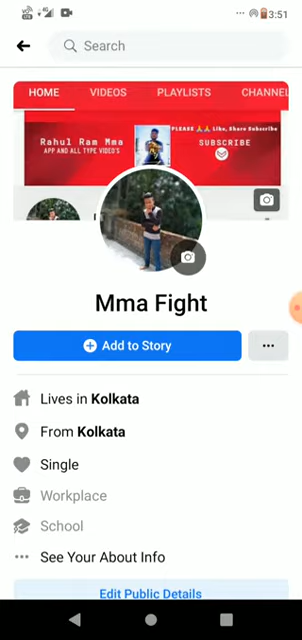 3:51
Search
HOME VIDEOS PLAYLISTS CHANNEL
PLEASE 🙏🙏 Like, Share Subscribe
Rahul Ram Mma
APP AND ALL TYPE VIDEO'S
SUBSCRIBE
Mma Fight
Add to Story
Lives in Kolkata
From Kolkata
Single
Workplace
School
See Your About Info
Edit Public Details